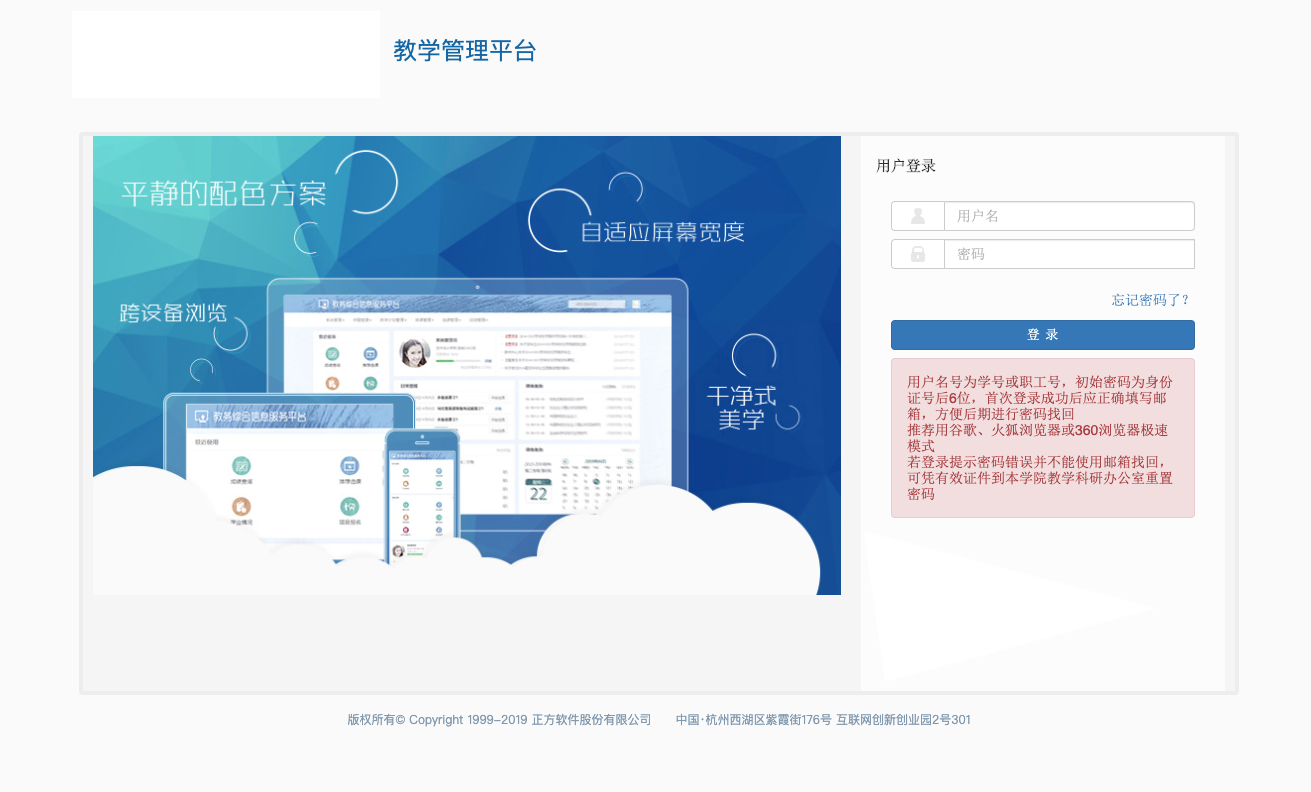 教学管理平台
平静的配色方案
自适应屏幕宽度
跨设备浏览
教务综合信息服务平台
干净式
美学
教务综合信息服务平台
22
用户登录
用户名
密码
忘记密码了?
登 录
用户名号为学号或职工号，初始密码为身份
证号后6位，首次登录成功后应正确填写邮
箱，方便后期进行密码找回
推荐用谷歌、火狐浏览器或360浏览器极速
模式
若登录提示密码错误并不能使用邮箱找回，
可凭有效证件到本学院教学科研办公室重置
密码
版权所有© Copyright 1999-2019 正方软件股份有限公司 中国·杭州西湖区紫霞街176号 互联网创新创业园2号301